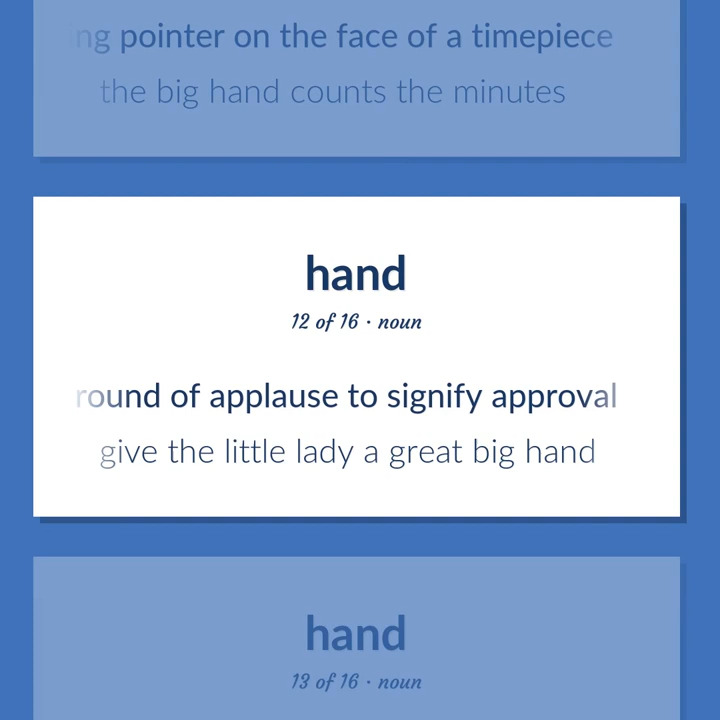 ng pointer on the face of a timepiece
the big hand counts the minutes
hand
12 of 16 · noun
round of applause to signify approval
give the little lady a great big hand
hand
13 of 16 · noun